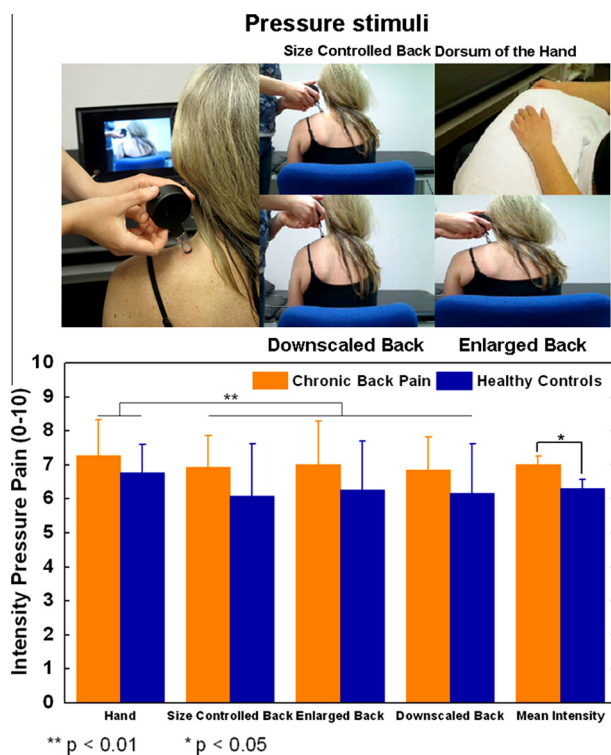 Pressure stimuli
Size Controlled Back Dorsum of the Hand
Downscaled Back Enlarged Back
Intensity Pressure Pain (0-10)
10
9
8
7
6
5
4
3
2
1
0
Chronic Back Pain Healthy Controls
**
*
Hand Size Controlled Back Enlarged Back Downscaled Back Mean Intensity
** p < 0.01 * p < 0.05